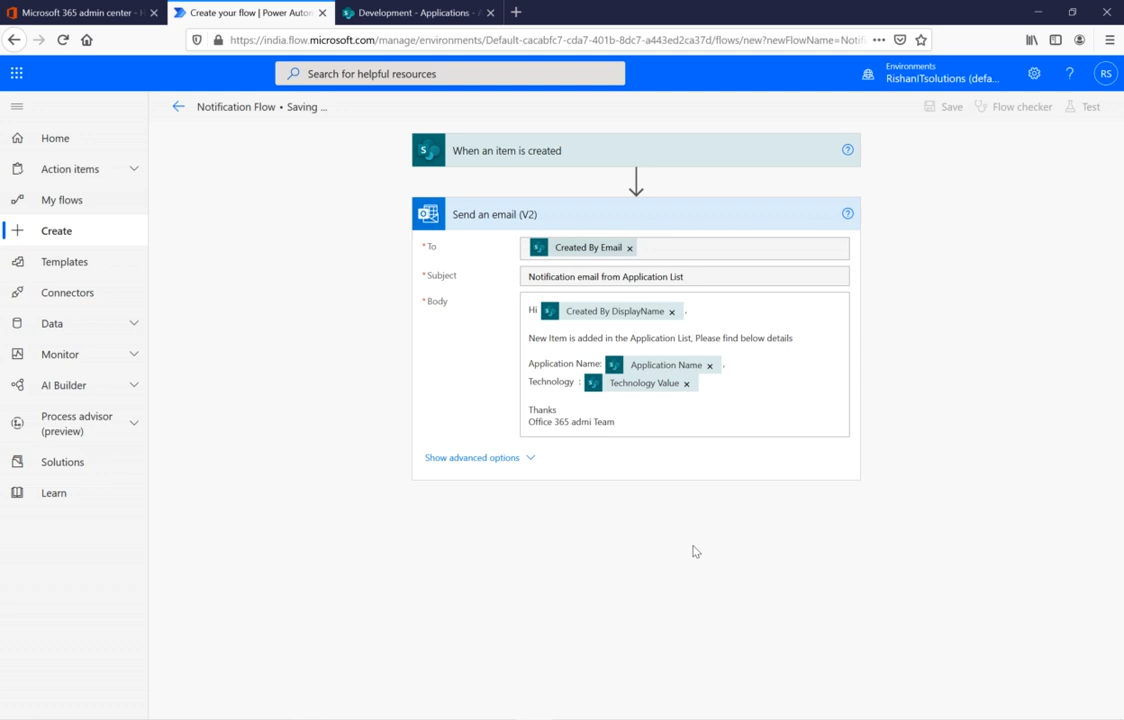 Microsoft 365 admin center - H
Create your flow | Power Autom
Development - Applications - A
https://india.flow.microsoft.com/manage/environments/Default-cacabfc7-cda7-401b-8dc7-a443ed2ca37d/flows/new?newFlowName=Notifi
Search for helpful resources
Environments
RishanITsolutions (defa...
?
RS
Notification Flow • Saving ...
Save
Flow checker
Test
Home
Action items
My flows
Create
Templates
Connectors
Data
Monitor
AI Builder
Process advisor
(preview)
Solutions
Learn
When an item is created
Send an email (V2)
* To
Created By Email ×
* Subject
Notification email from Application List
* Body
Hi Created By DisplayName × ,
New Item is added in the Application List, Please find below details
Application Name: Application Name × ,
Technology : Technology Value ×
Thanks
Office 365 admi Team
Show advanced options